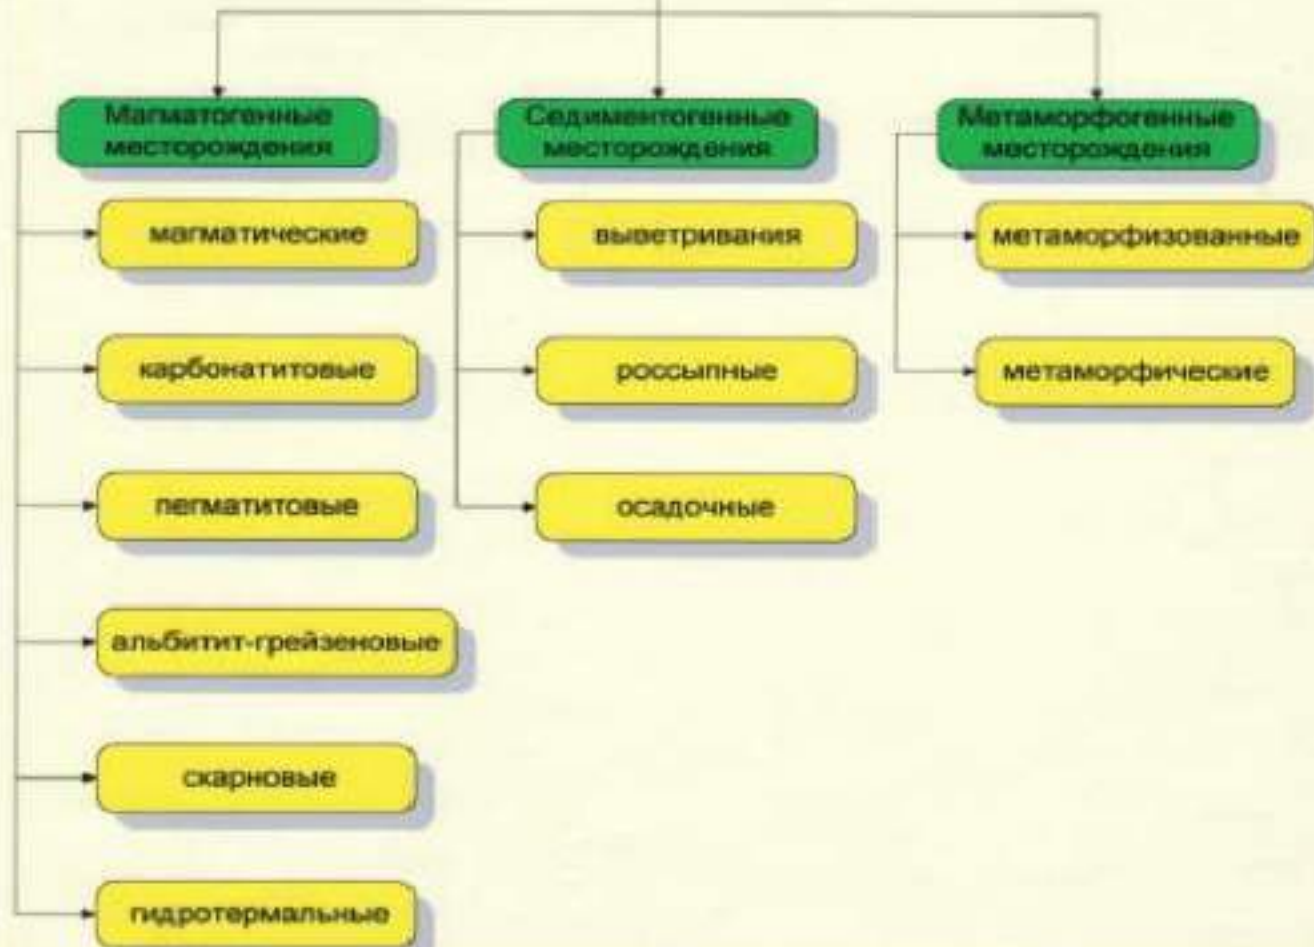 Магматогенные
месторождения
магматические
карбонатитовые
пегматитовые
альбитит-грейзеновые
скарновые
гидротермальные
Седиментогенные
месторождения
выветривания
россыпные
осадочные
Метаморфогенные
месторождения
метаморфизованные
метаморфические